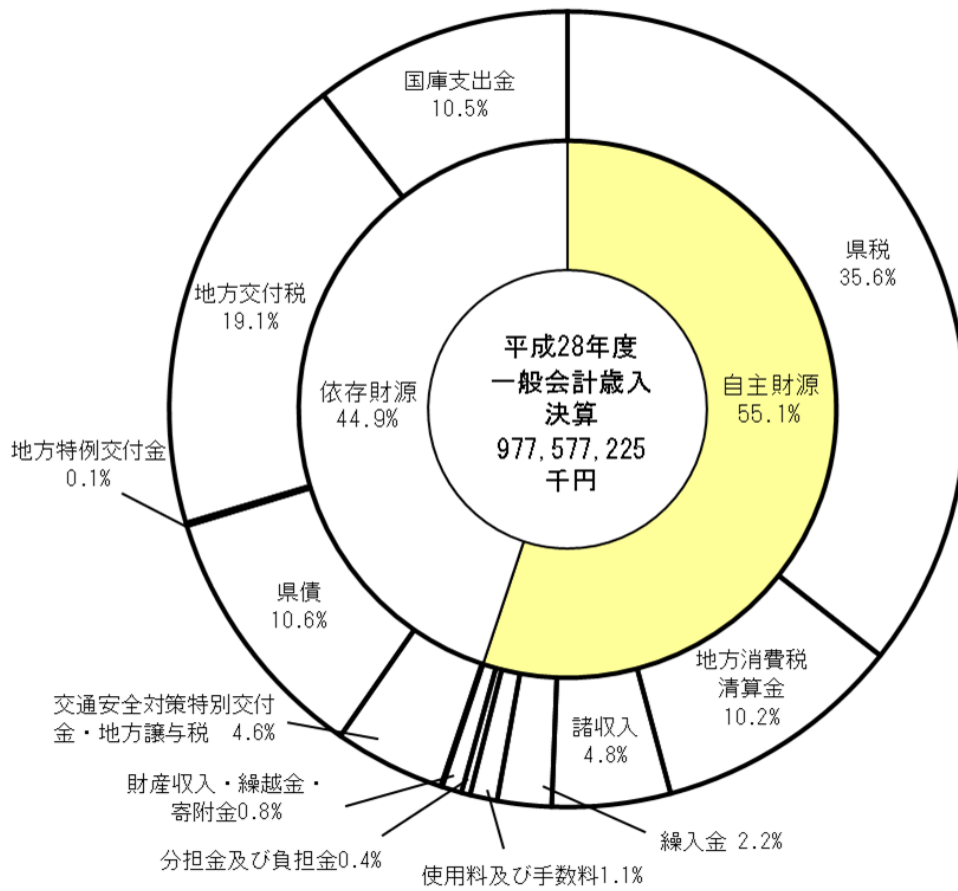 国庫支出金
10.5%
県税
35.6%
地方交付税
19.1%
平成28年度
一般会計歳入
決算
977,577,225
千円
依存財源
44.9%
自主財源
55.1%
地方特例交付金
0.1%
県債
10.6%
地方消費税
清算金
10.2%
交通安全対策特別交付
金・地方譲与税 4.6%
諸収入
4.8%
財産収入・繰越金・
寄附金0.8%
繰入金 2.2%
分担金及び負担金0.4%
使用料及び手数料1.1%